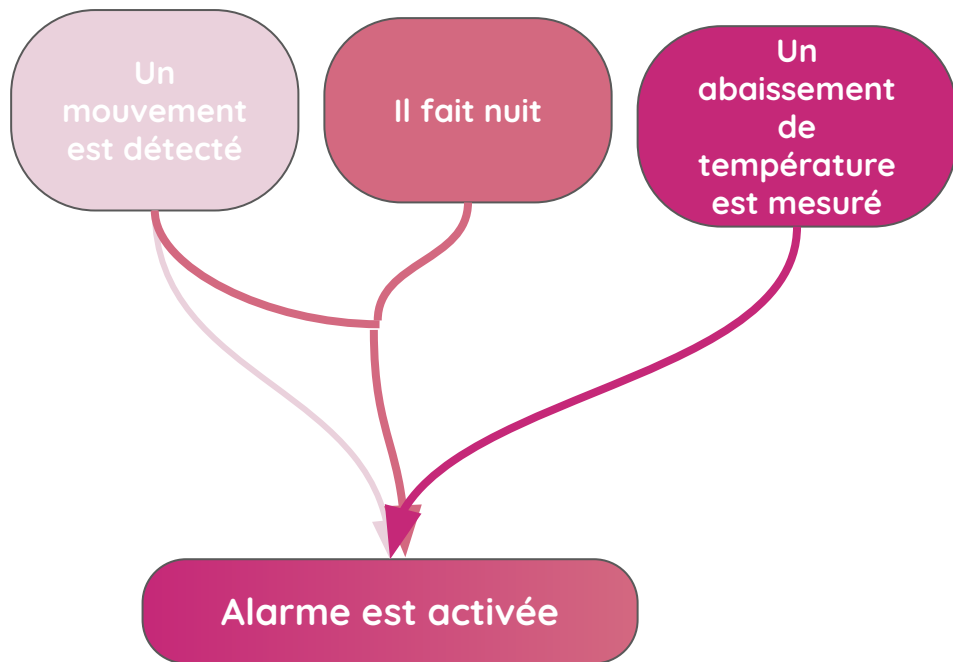 Un
mouvement
est détecté
Il fait nuit
Un
abaissement
de
température
est mesuré
Alarme est activée